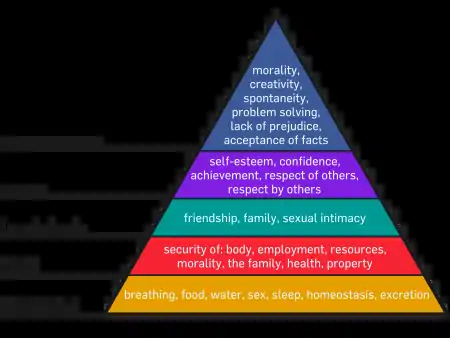 morality,
creativity,
spontaneity,
problem solving,
lack of prejudice,
acceptance of facts
self-esteem, confidence,
achievement, respect of others,
respect by others
friendship, family, sexual intimacy
security of: body, employment, resources,
morality, the family, health, property
breathing, food, water, sex, sleep, homeostasis, excretion